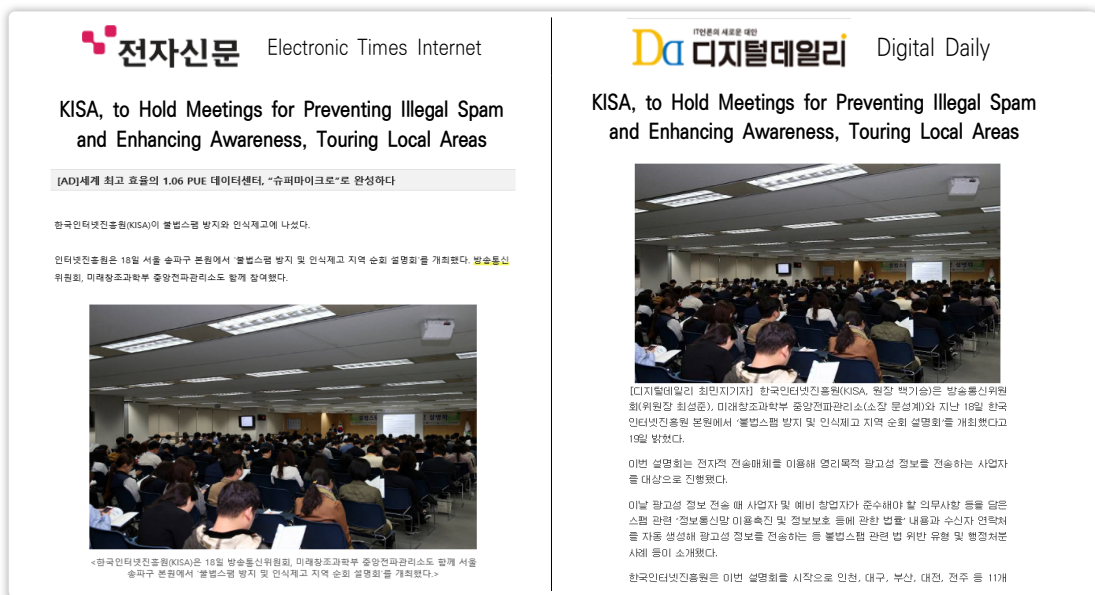 전자신문 Electronic Times Internet
KISA, to Hold Meetings for Preventing Illegal Spam
and Enhancing Awareness, Touring Local Areas
[AD]세계 최고 효율의 1.06 PUE 데이터센터, “슈퍼마이크로”로 완성하다
한국인터넷진흥원(KISA)이 불법스팸 방지와 인식제고에 나섰다.
인터넷진흥원은 18일 서울 송파구 본원에서 ‘불법스팸 방지 및 인식제고 지역 순회 설명회’를 개최했다. 방송통신
위원회, 미래창조과학부 중앙전파관리소도 함께 참여했다.
<한국인터넷진흥원(KISA)은 18일 방송통신위원회, 미래창조과학부 중앙전파관리소도 함께 서울
송파구 본원에서 ‘불법스팸 방지 및 인식제고 지역 순회 설명회’를 개최했다.>
IT언론의 새로운 대안
디지털데일리 Digital Daily
KISA, to Hold Meetings for Preventing Illegal Spam
and Enhancing Awareness, Touring Local Areas
[디지털데일리 최민지기자] 한국인터넷진흥원(KISA, 원장 백기승)은 방송통신위원
회(위원장 최성준), 미래창조과학부 중앙전파관리소(소장 문성계)와 지난 18일 한국
인터넷진흥원 본원에서 ‘불법스팸 방지 및 인식제고 지역 순회 설명회’를 개최했다고
19일 밝혔다.
이번 설명회는 전자적 전송매체를 이용해 영리목적 광고성 정보를 전송하는 사업자
를 대상으로 진행됐다.
이날 광고성 정보 전송 때 사업자 및 예비 창업자가 준수해야 할 의무사항 등을 담은
스팸 관련 ‘정보통신망 이용촉진 및 정보보호 등에 관한 법률’ 내용과 수신자 연락처
를 자동 생성해 광고성 정보를 전송하는 등 불법스팸 관련 법 위반 유형 및 행정처분
사례 등이 소개됐다.
한국인터넷진흥원은 이번 설명회를 시작으로 인천, 대구, 부산, 대전, 전주 등 11개